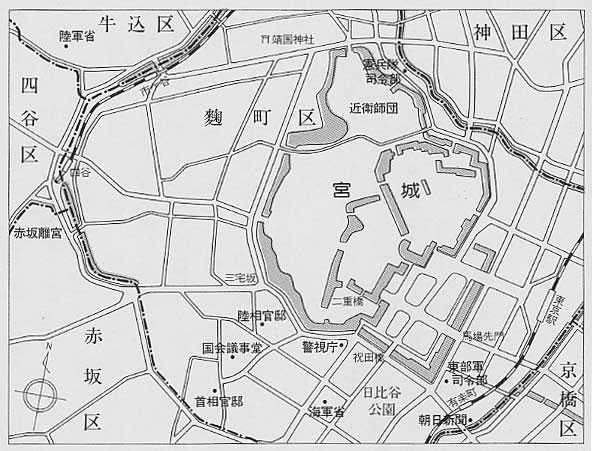 牛込区
神田区
陸軍省
靖国神社
四谷区
市ヶ谷
憲兵隊
司令部
近衛師団
麴町区
四谷
宮城
赤坂離宮
三宅坂
二重橋
東京駅
陸相官邸
馬場先門
赤坂区
国会議事堂
警視庁
祝田橋
京橋区
N
東部軍
司令部
首相官邸
海軍省
日比谷
公園
有楽町
朝日新聞